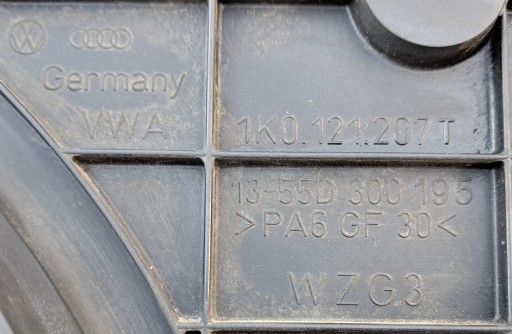 Germany
VWA
1K0.121.207 T
13-55D 300 195
>PA6 GF 30<
WZG3